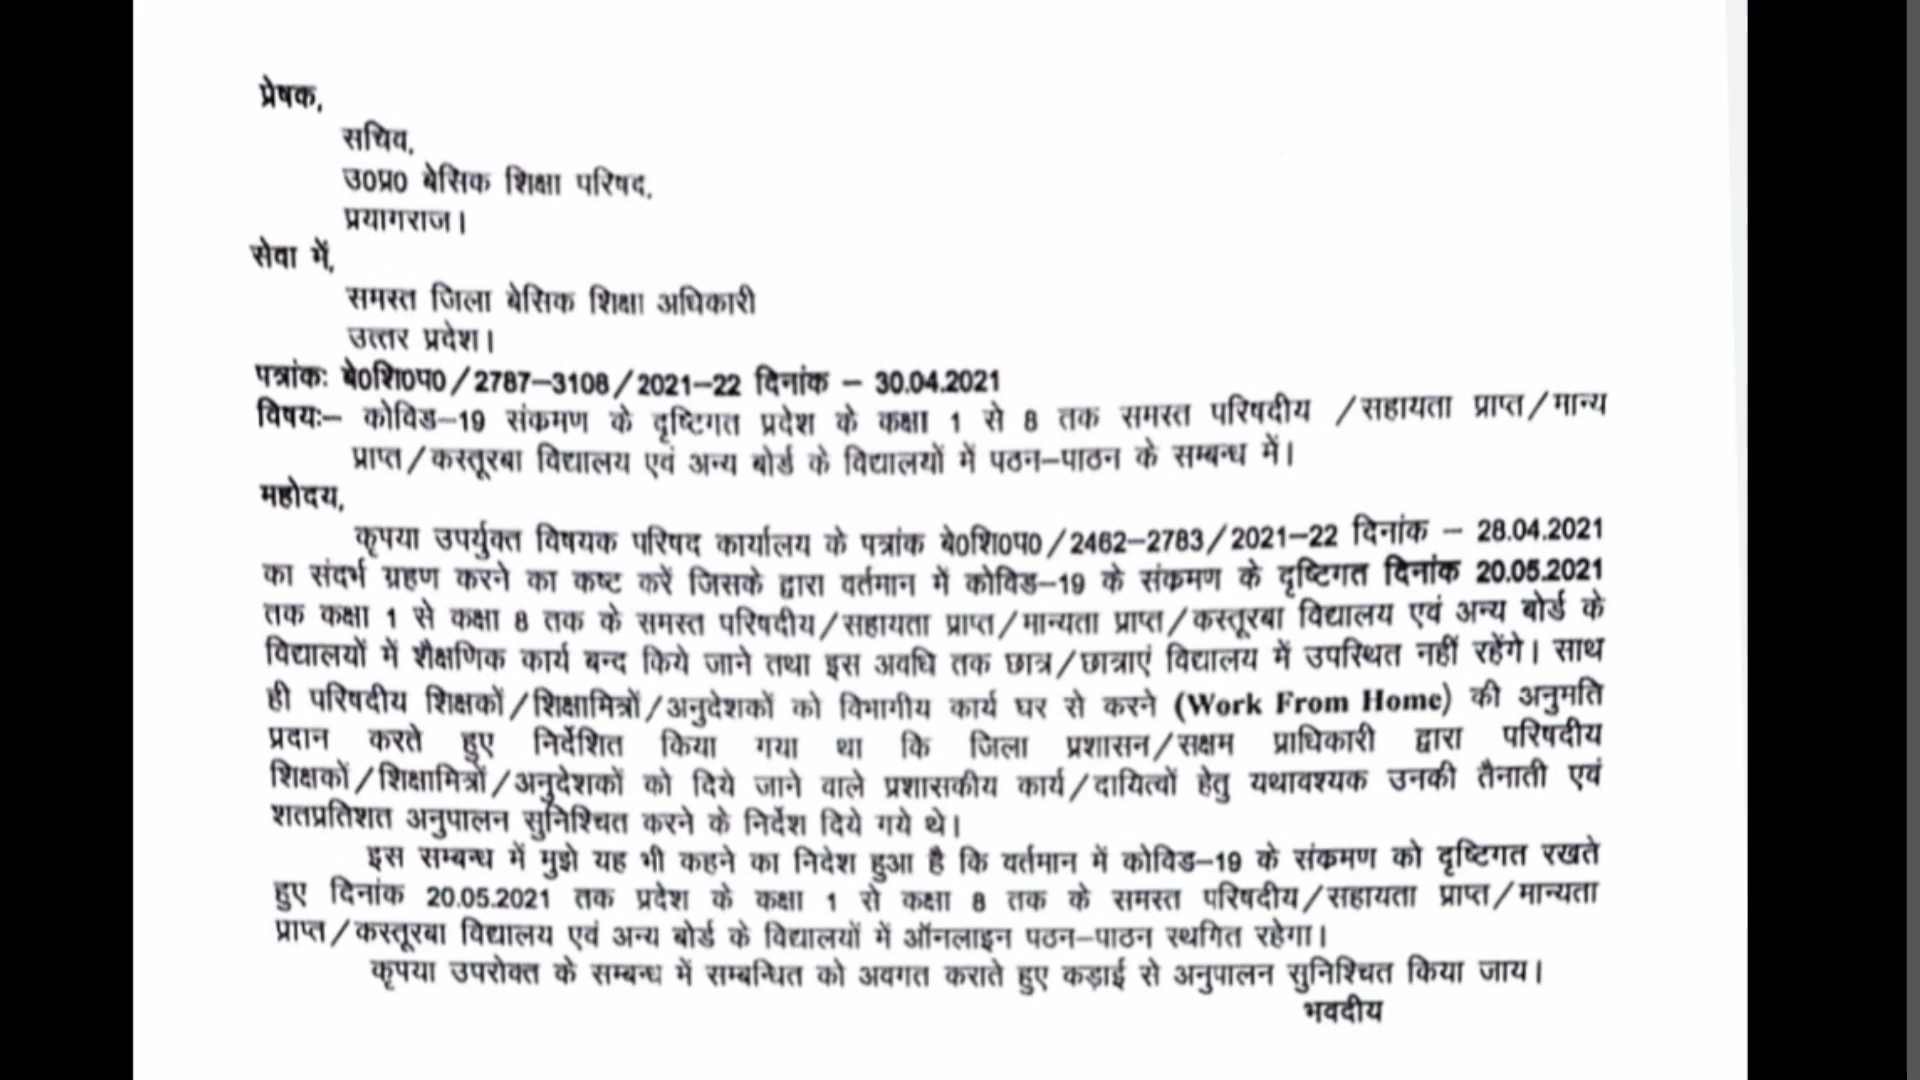 प्रेषक,
सचिव,
उ0प्र0 बेसिक शिक्षा परिषद,
प्रयागराज।
सेवा में,
समस्त जिला बेसिक शिक्षा अधिकारी
उत्तर प्रदेश।
पत्रांकः बे0शि0प0/2787-3108/2021-22 दिनांक - 30.04.2021
विषयः- कोविड-19 संक्रमण के दृष्टिगत प्रदेश के कक्षा 1 से 8 तक समस्त परिषदीय /सहायता प्राप्त/मान्य
प्राप्त/कस्तूरबा विद्यालय एवं अन्य बोर्ड के विद्यालयों में पठन-पाठन के सम्बन्ध में।
महोदय,
कृपया उपर्युक्त विषयक परिषद कार्यालय के पत्रांक बे0शि0प0/2462-2783/2021-22 दिनांक - 28.04.2021
का संदर्भ ग्रहण करने का कष्ट करें जिसके द्वारा वर्तमान में कोविड-19 के संक्रमण के दृष्टिगत दिनांक 20.05.2021
तक कक्षा 1 से कक्षा 8 तक के समस्त परिषदीय/सहायता प्राप्त/मान्यता प्राप्त/कस्तूरबा विद्यालय एवं अन्य बोर्ड के
विद्यालयों में शैक्षणिक कार्य बन्द किये जाने तथा इस अवधि तक छात्र/छात्राएं विद्यालय में उपस्थित नहीं रहेंगे। साथ
ही परिषदीय शिक्षकों/शिक्षामित्रों/अनुदेशकों को विभागीय कार्य घर से करने (Work From Home) की अनुमति
प्रदान करते हुए निर्देशित किया गया था कि जिला प्रशासन/सक्षम प्राधिकारी द्वारा परिषदीय
शिक्षकों/शिक्षामित्रों/अनुदेशकों को दिये जाने वाले प्रशासकीय कार्य/दायित्वों हेतु यथावश्यक उनकी तैनाती एवं
शतप्रतिशत अनुपालन सुनिश्चित करने के निर्देश दिये गये थे।
इस सम्बन्ध में मुझे यह भी कहने का निदेश हुआ है कि वर्तमान में कोविड-19 के संक्रमण को दृष्टिगत रखते
हुए दिनांक 20.05.2021 तक प्रदेश के कक्षा 1 से कक्षा 8 तक के समस्त परिषदीय/सहायता प्राप्त/मान्यता
प्राप्त/कस्तूरबा विद्यालय एवं अन्य बोर्ड के विद्यालयों में ऑनलाइन पठन-पाठन स्थगित रहेगा।
कृपया उपरोक्त के सम्बन्ध में सम्बन्धित को अवगत कराते हुए कड़ाई से अनुपालन सुनिश्चित किया जाय।
भवदीय